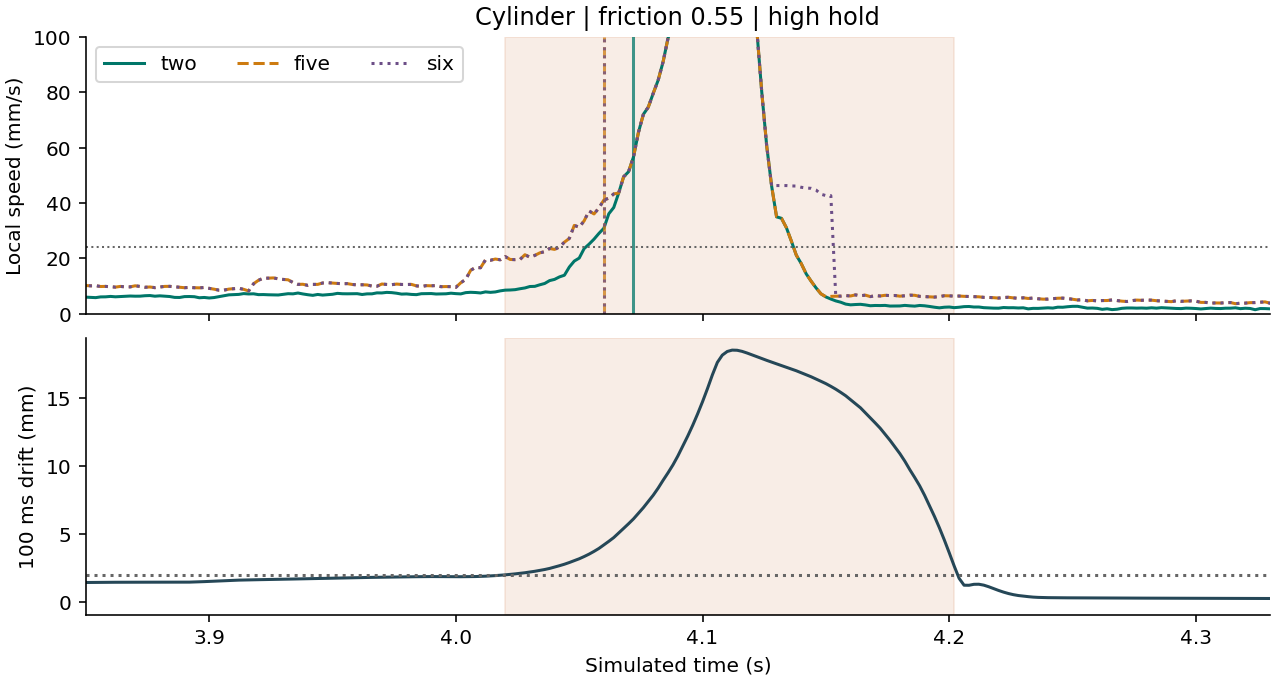 Cylinder | friction 0.55 | high hold
Local speed (mm/s)
100
80
60
40
20
0
two five six
100 ms drift (mm)
15
10
5
0
3.9 4.0 4.1 4.2 4.3
Simulated time (s)